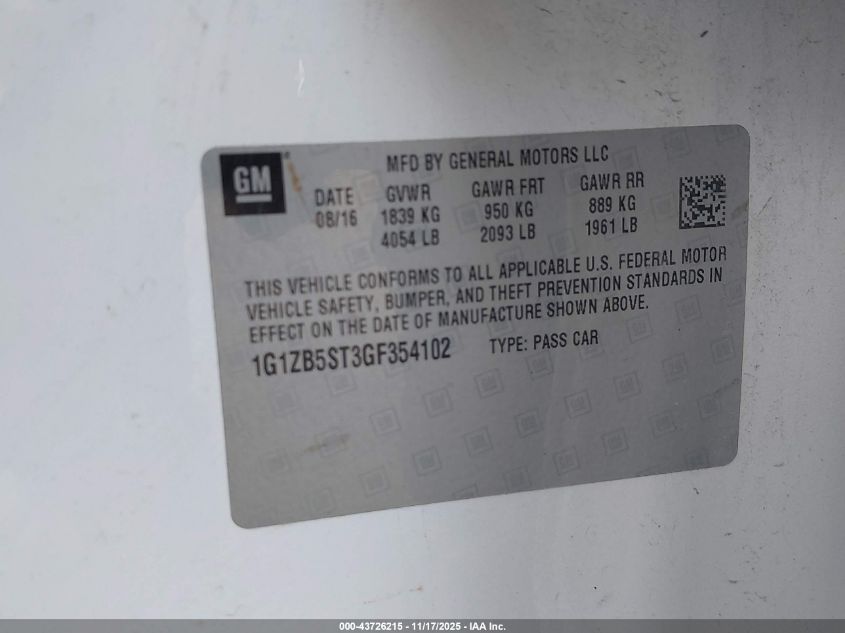 GM
MFD BY GENERAL MOTORS LLC
DATE GVWR GAWR FRT GAWR RR
08/16 1839 KG 950 KG 889 KG
4054 LB 2093 LB 1961 LB
THIS VEHICLE CONFORMS TO ALL APPLICABLE U.S. FEDERAL MOTOR
VEHICLE SAFETY, BUMPER, AND THEFT PREVENTION STANDARDS IN
EFFECT ON THE DATE OF MANUFACTURE SHOWN ABOVE.
1G1ZB5ST3GF354102 TYPE: PASS CAR
000-43726215 - 11/17/2025 - IAA Inc.